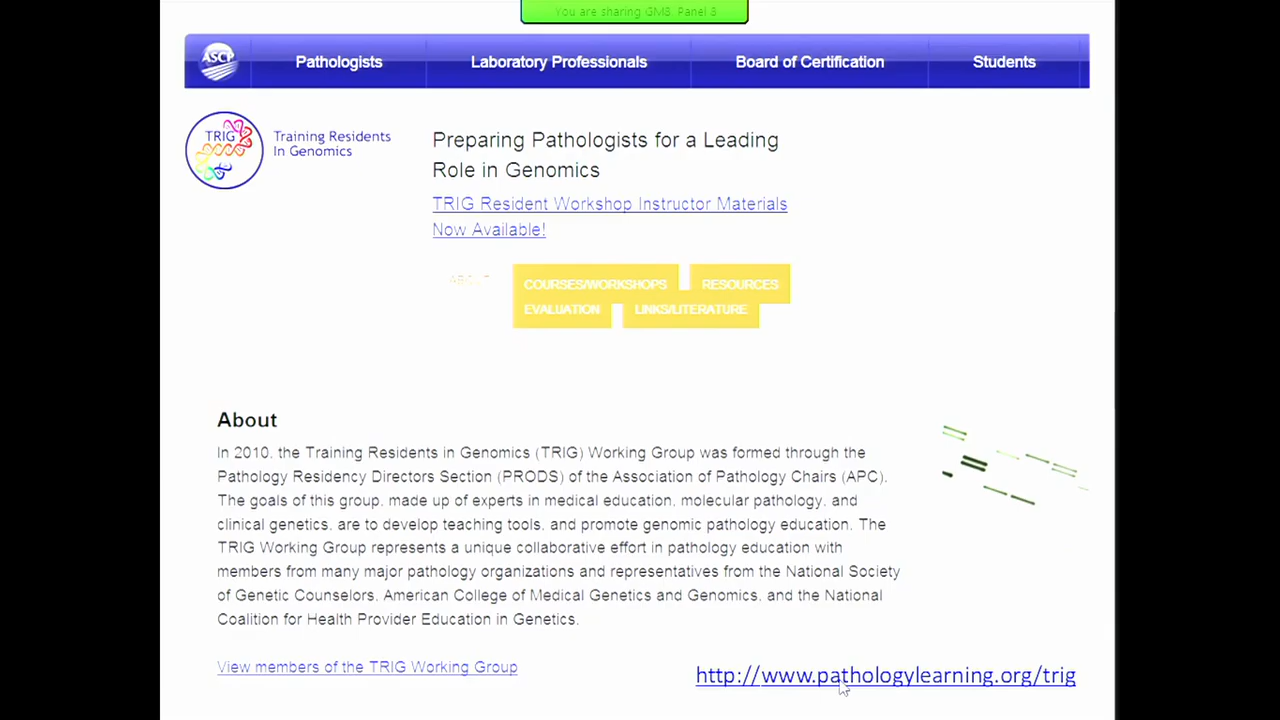 You are sharing GM8. Panel 3
ASCP
Pathologists
Laboratory Professionals
Board of Certification
Students
TRIG
Training Residents
In Genomics
Preparing Pathologists for a Leading
Role in Genomics
TRIG Resident Workshop Instructor Materials
Now Available!
ABOUT
COURSES/WORKSHOPS
RESOURCES
EVALUATION
LINKS/LITERATURE
About
In 2010, the Training Residents in Genomics (TRIG) Working Group was formed through the
Pathology Residency Directors Section (PRODS) of the Association of Pathology Chairs (APC).
The goals of this group, made up of experts in medical education, molecular pathology, and
clinical genetics, are to develop teaching tools, and promote genomic pathology education. The
TRIG Working Group represents a unique collaborative effort in pathology education with
members from many major pathology organizations and representatives from the National Society
of Genetic Counselors, American College of Medical Genetics and Genomics, and the National
Coalition for Health Provider Education in Genetics.
View members of the TRIG Working Group
http://www.pathologylearning.org/trig